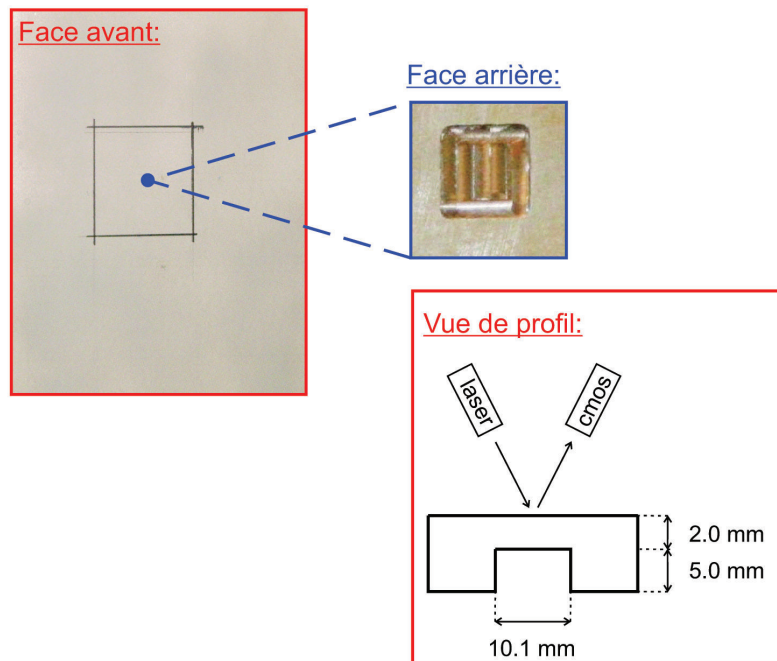 Face avant:
Face arrière:
Vue de profil:
laser
cmos
2.0 mm
5.0 mm
10.1 mm